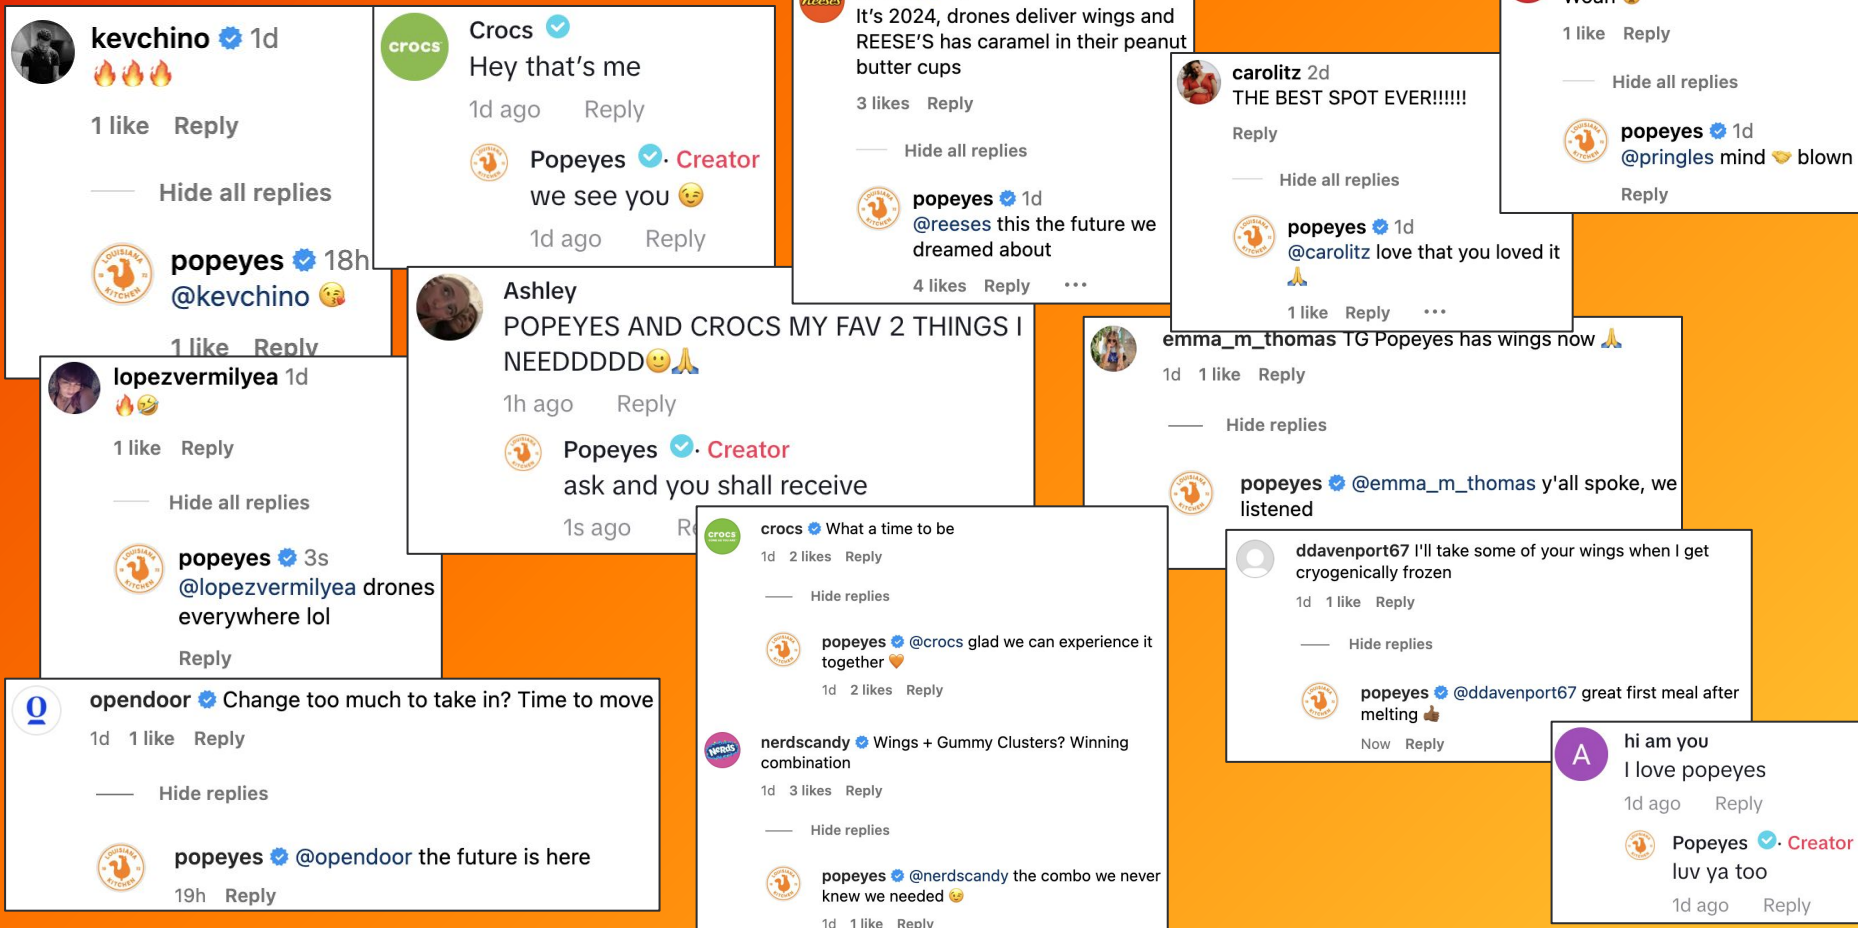 kevchino 1d
🔥🔥🔥
1 like Reply
Hide all replies
popeyes 18h
@kevchino 😘
1 like Reply
crocs
Crocs
Hey that's me
1d ago Reply
Popeyes · Creator
we see you 😉
1d ago Reply
It's 2024, drones deliver wings and
REESE'S has caramel in their peanut
butter cups
3 likes Reply
Hide all replies
popeyes 1d
@reeses this the future we
dreamed about
4 likes Reply ...
carolitz 2d
THE BEST SPOT EVER!!!!!!
Reply
Hide all replies
popeyes 1d
@carolitz love that you loved it
🙏
1 like Reply ...
1 like Reply
Hide all replies
popeyes 1d
@pringles mind 🤝 blown
Reply
Ashley
POPEYES AND CROCS MY FAV 2 THINGS I
NEEDDDDD🙂🙏
1h ago Reply
Popeyes · Creator
ask and you shall receive
1s ago Re
lopezvermilyea 1d
🔥🤣
1 like Reply
Hide all replies
popeyes 3s
@lopezvermilyea drones
everywhere lol
Reply
emma_m_thomas TG Popeyes has wings now 🙏
1d 1 like Reply
Hide replies
popeyes @emma_m_thomas y'all spoke, we
listened
crocs
crocs What a time to be
1d 2 likes Reply
Hide replies
popeyes @crocs glad we can experience it
together 🧡
1d 2 likes Reply
nerds
nerdscandy Wings + Gummy Clusters? Winning
combination
1d 3 likes Reply
Hide replies
popeyes @nerdscandy the combo we never
knew we needed 😉
1d 1 like Reply
ddavenport67 I'll take some of your wings when I get
cryogenically frozen
1d 1 like Reply
Hide replies
popeyes @ddavenport67 great first meal after
melting 👍🏾
Now Reply
opendoor Change too much to take in? Time to move
1d 1 like Reply
Hide replies
popeyes @opendoor the future is here
19h Reply
A
hi am you
I love popeyes
1d ago Reply
Popeyes · Creator
luv ya too
1d ago Reply